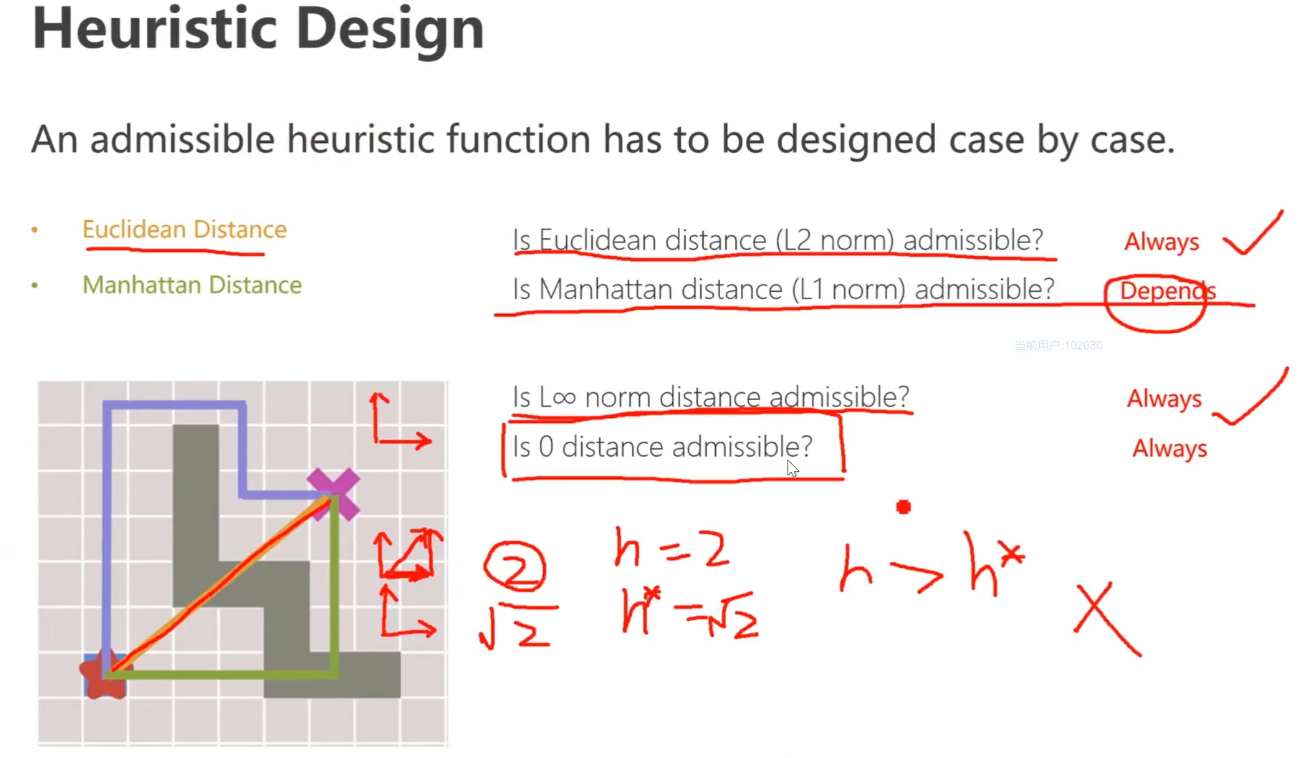 Heuristic Design
An admissible heuristic function has to be designed case by case.
• Euclidean Distance
• Manhattan Distance
Is Euclidean distance (L2 norm) admissible? Always
Is Manhattan distance (L1 norm) admissible? Depends
当前用户:102080
Is L∞ norm distance admissible? Always
Is 0 distance admissible? Always
2 h = 2 h > h*
√2 h* = √2